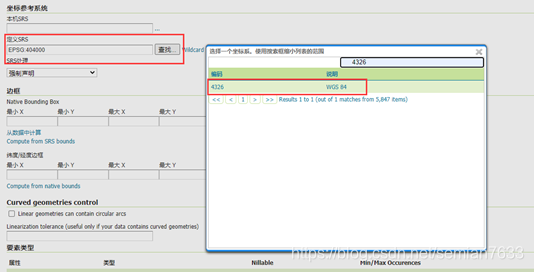 坐标参考系统
本机SRS
...
定义SRS
EPSG:404000
查找...
Wildcard
SRS处理
强制声明
边框
Native Bounding Box
最小 X 最小 Y 最大 X 最大 Y
从数据中计算
Compute from SRS bounds
纬度/经度边框
最小 X 最小 Y 最大 X 最大 Y
Compute from native bounds
Curved geometries control
Linear geometries can contain circular arcs
Linearization tolerance (useful only if your data contains curved geometries)
要素类型
属性 类型 Nillable Min/Max Occurences
选择一个坐标系。使用搜索框缩小列表的范围
4326
编码 说明
4326 WGS 84
<< < 1 > >> Results 1 to 1 (out of 1 matches from 5,847 items)
https://blog.csdn.net/semian7633